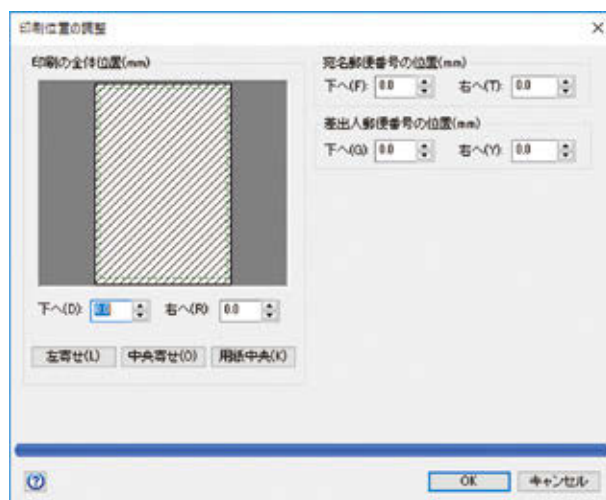 印刷位置の調整
印刷の全体位置(mm)
下へ(D): 0.0 右へ(R): 0.0
左寄せ(L) 中央寄せ(O) 用紙中央(K)
宛名郵便番号の位置(mm)
下へ(F): 0.0 右へ(T): 0.0
差出人郵便番号の位置(mm)
下へ(G): 0.0 右へ(Y): 0.0
OK キャンセル